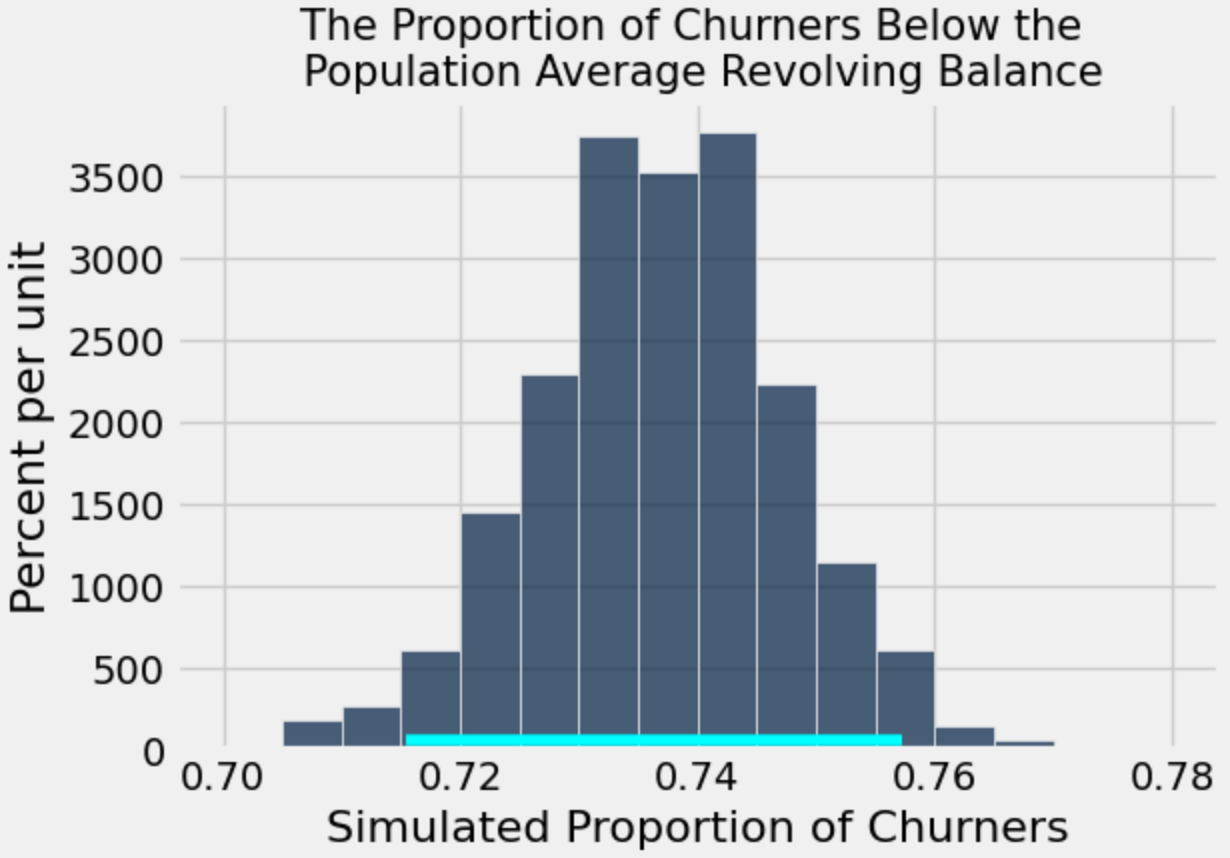 The Proportion of Churners Below the
Population Average Revolving Balance
Percent per unit
3500
3000
2500
2000
1500
1000
500
0
0.70 0.72 0.74 0.76 0.78
Simulated Proportion of Churners